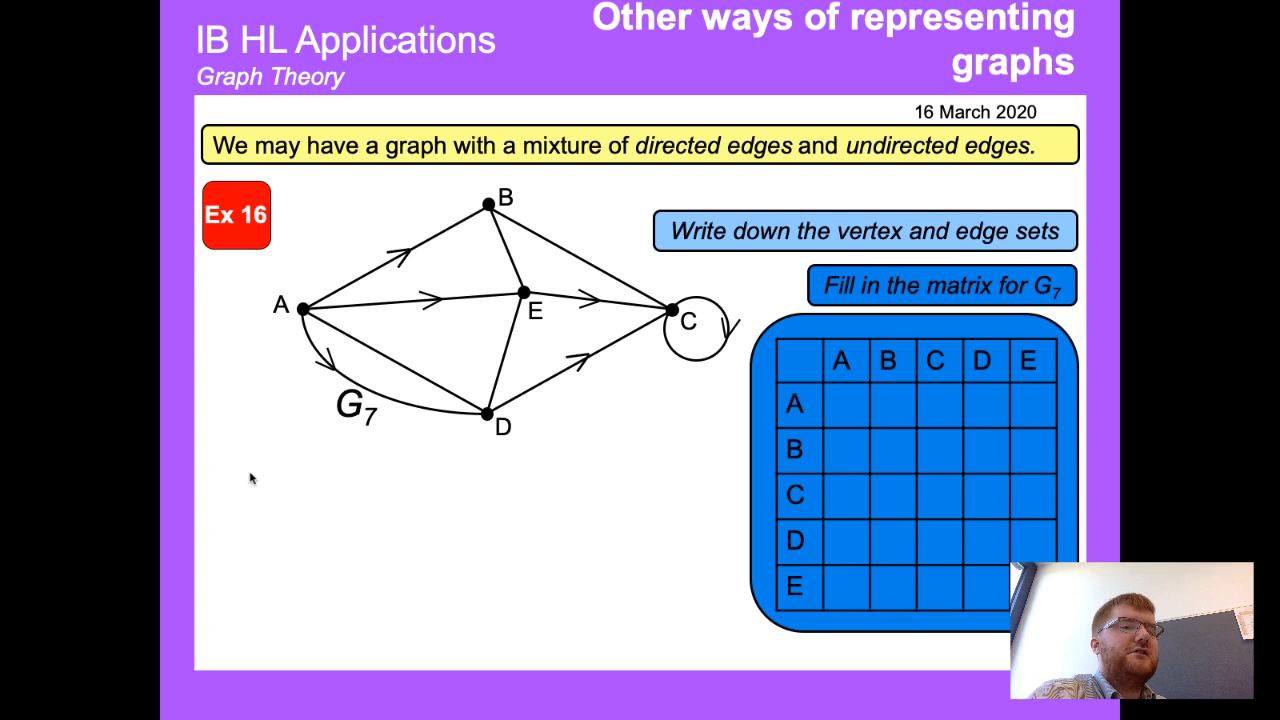 IB HL Applications
Graph Theory
Other ways of representing
graphs
16 March 2020
We may have a graph with a mixture of directed edges and undirected edges.
Ex 16
Write down the vertex and edge sets
Fill in the matrix for G7
B
A
E
C
D
G7
A B C D E
A
B
C
D
E